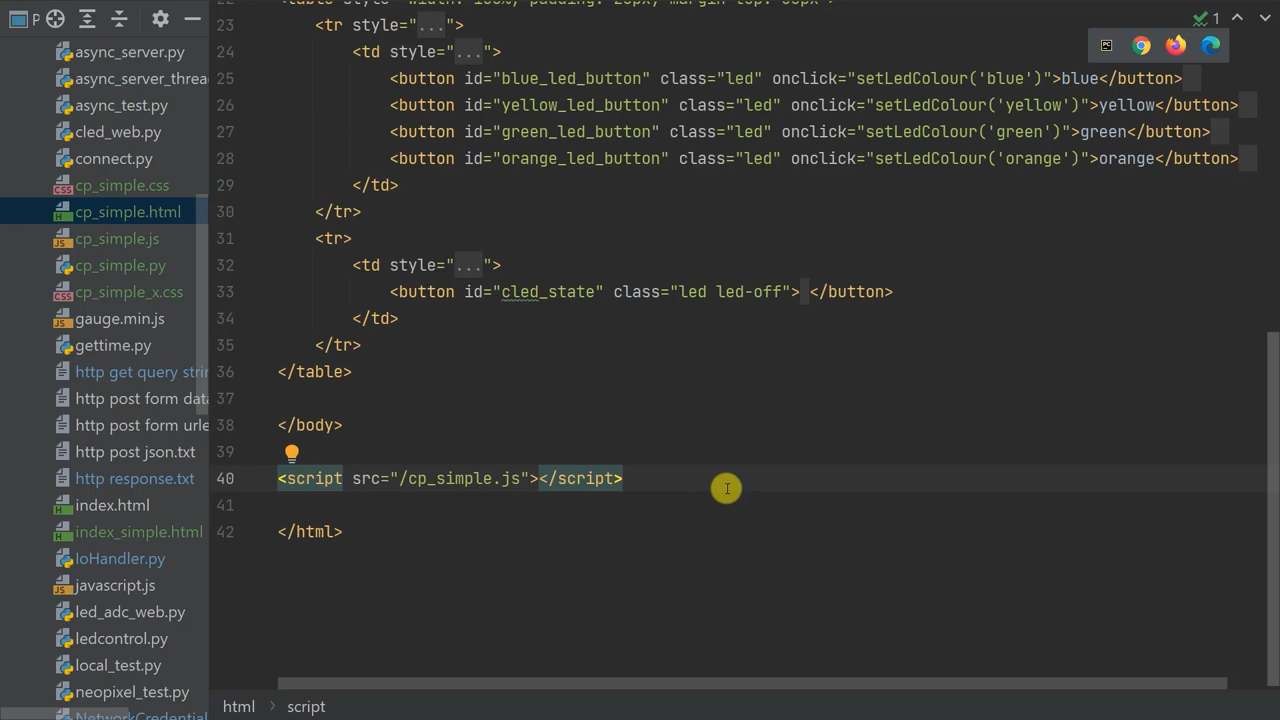 P
async_server.py
async_server_threa
async_test.py
cled_web.py
connect.py
cp_simple.css
cp_simple.html
cp_simple.js
cp_simple.py
cp_simple_x.css
gauge.min.js
gettime.py
http get query strin
http post form data
http post form urle
http post json.txt
http response.txt
index.html
index_simple.html
IoHandler.py
javascript.js
led_adc_web.py
ledcontrol.py
local_test.py
neopixel_test.py
NetworkCredential
1
23 <tr style="...">
24 <td style="...">
25 <button id="blue_led_button" class="led" onclick="setLedColour('blue')">blue</button>
26 <button id="yellow_led_button" class="led" onclick="setLedColour('yellow')">yellow</button>
27 <button id="green_led_button" class="led" onclick="setLedColour('green')">green</button>
28 <button id="orange_led_button" class="led" onclick="setLedColour('orange')">orange</button>
29 </td>
30 </tr>
31 <tr>
32 <td style="...">
33 <button id="cled_state" class="led led-off"> </button>
34 </td>
35 </tr>
36 </table>
37
38 </body>
39
40 <script src="/cp_simple.js"></script>
41
42 </html>
html > script